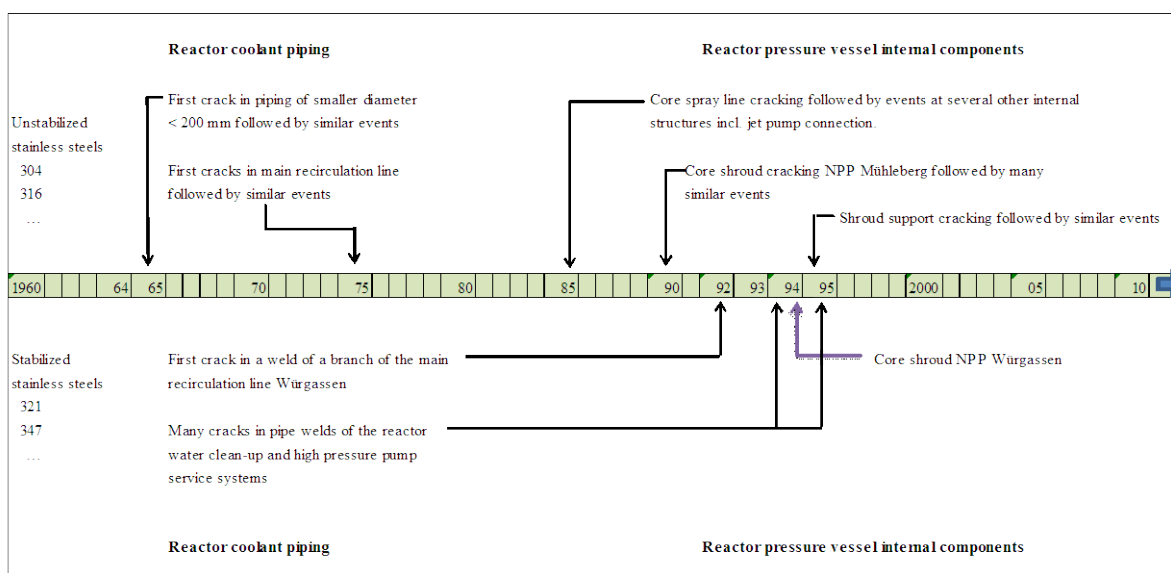 Reactor coolant piping
Reactor pressure vessel internal components
First crack in piping of smaller diameter
< 200 mm followed by similar events
Core spray line cracking followed by events at several other internal
structures incl. jet pump connection.
Unstabilized
stainless steels
304
316
…
First cracks in main recirculation line
followed by similar events
Core shroud cracking NPP Mühleberg followed by many
similar events
Shroud support cracking followed by similar events
1960 64 65 70 75 80 85 90 92 93 94 95 2000 05 10
Stabilized
stainless steels
321
347
…
First crack in a weld of a branch of the main
recirculation line Würgassen
Core shroud NPP Würgassen
Many cracks in pipe welds of the reactor
water clean-up and high pressure pump
service systems
Reactor coolant piping
Reactor pressure vessel internal components